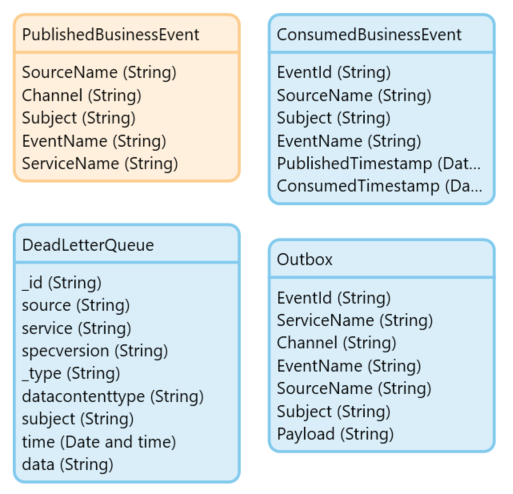 PublishedBusinessEvent
SourceName (String)
Channel (String)
Subject (String)
EventName (String)
ServiceName (String)
ConsumedBusinessEvent
EventId (String)
SourceName (String)
Channel (String)
Subject (String)
EventName (String)
PublishedTimestamp (Dat...
ConsumedTimestamp (Da...
DeadLetterQueue
_id (String)
source (String)
service (String)
specversion (String)
_type (String)
datacontenttype (String)
subject (String)
time (Date and time)
data (String)
Outbox
EventId (String)
ServiceName (String)
Channel (String)
EventName (String)
SourceName (String)
Subject (String)
Payload (String)